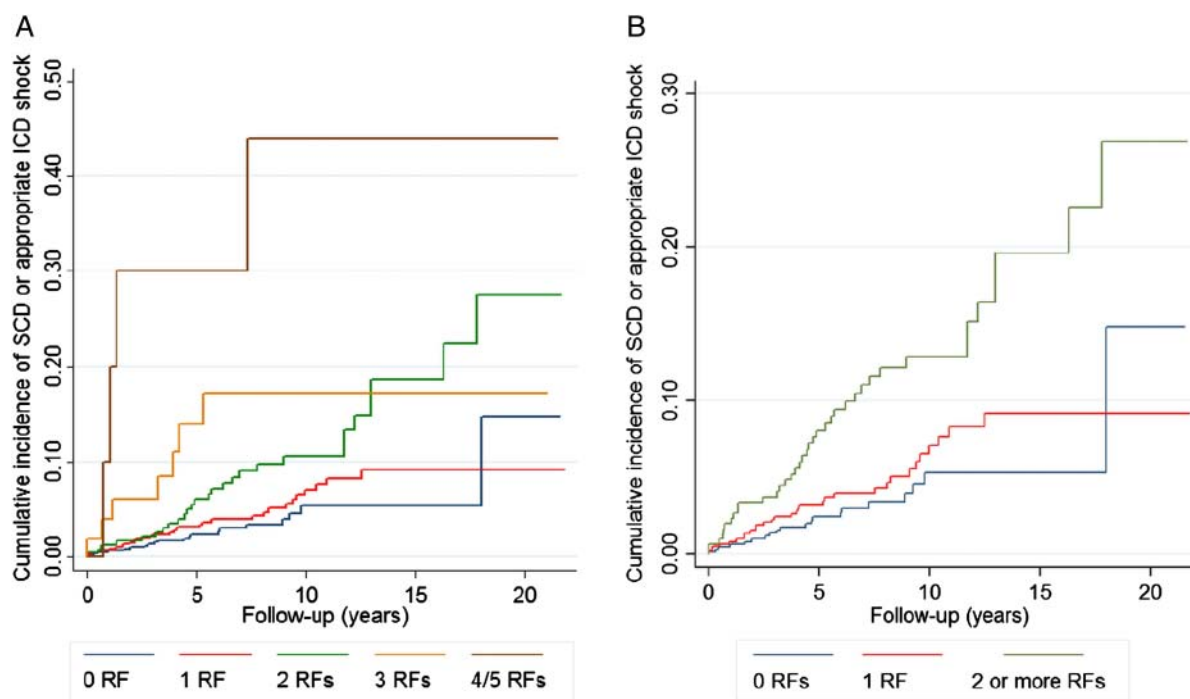 A
Cumulative incidence of SCD or appropriate ICD shock
0.50
0.40
0.30
0.20
0.10
0.00
0 5 10 15 20
Follow-up (years)
0 RF 1 RF 2 RFs 3 RFs 4/5 RFs
B
Cumulative incidence of SCD or appropriate ICD shock
0.30
0.20
0.10
0.00
0 5 10 15 20
Follow-up (years)
0 RFs 1 RF 2 or more RFs